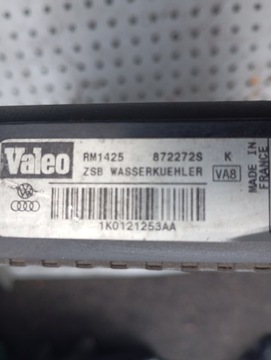 Valeo
RM1425 872272S K
ZSB WASSERKUEHLER VA8
1K0121253AA
MADE IN
FRANCE